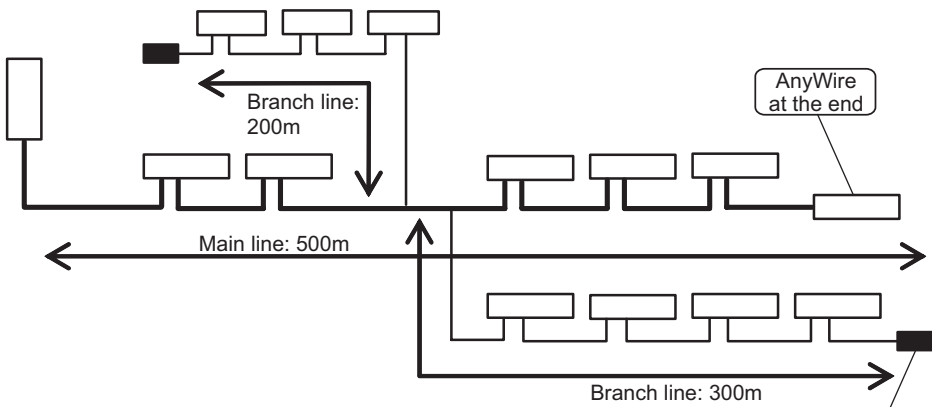 Branch line:
200m
AnyWire
at the end
Main line: 500m
Branch line: 300m